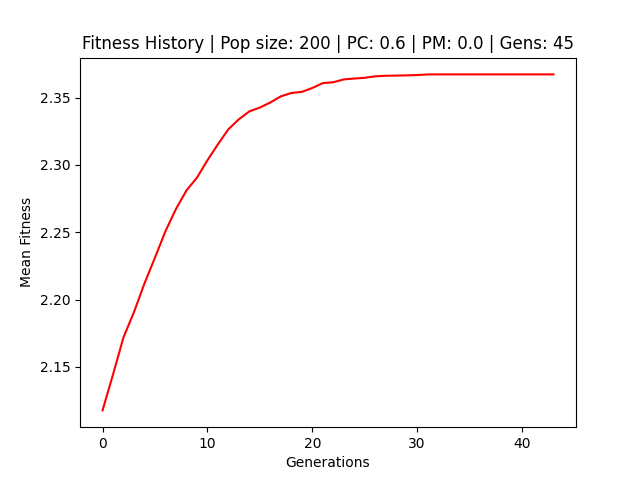 Fitness History | Pop size: 200 | PC: 0.6 | PM: 0.0 | Gens: 45
2.35
2.30
2.25
2.20
2.15
Mean Fitness
0 10 20 30 40
Generations